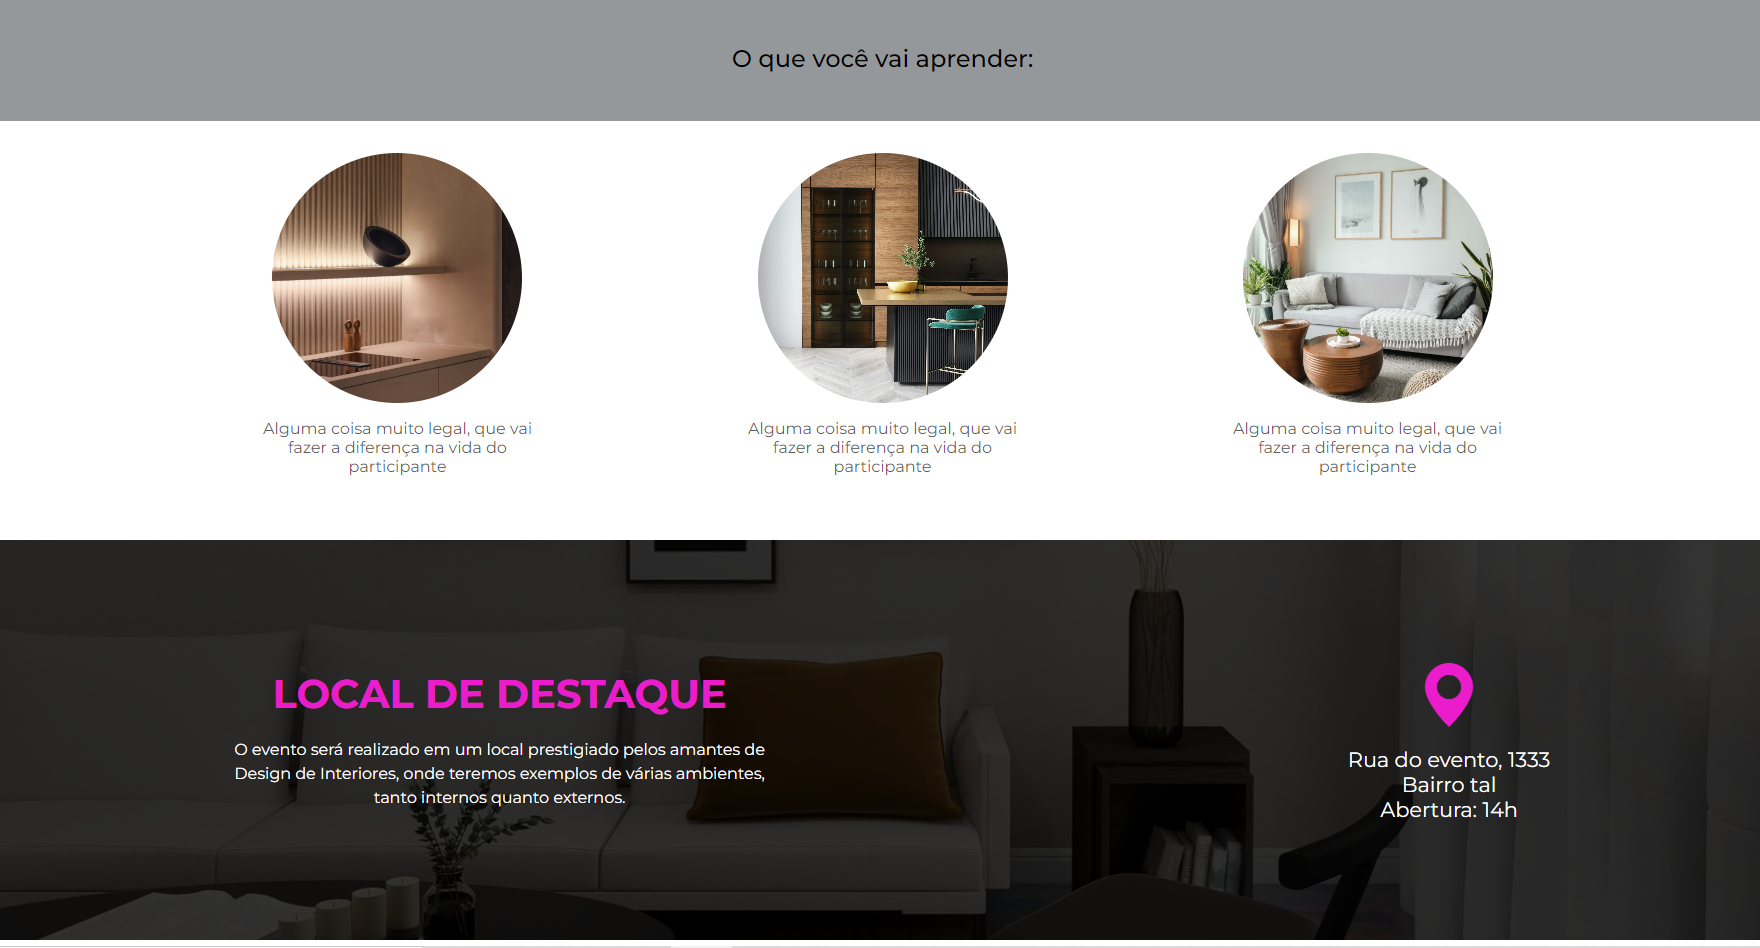 O que você vai aprender:
Alguma coisa muito legal, que vai
fazer a diferença na vida do
participante
Alguma coisa muito legal, que vai
fazer a diferença na vida do
participante
Alguma coisa muito legal, que vai
fazer a diferença na vida do
participante
LOCAL DE DESTAQUE
O evento será realizado em um local prestigiado pelos amantes de
Design de Interiores, onde teremos exemplos de várias ambientes,
tanto internos quanto externos.
Rua do evento, 1333
Bairro tal
Abertura: 14h